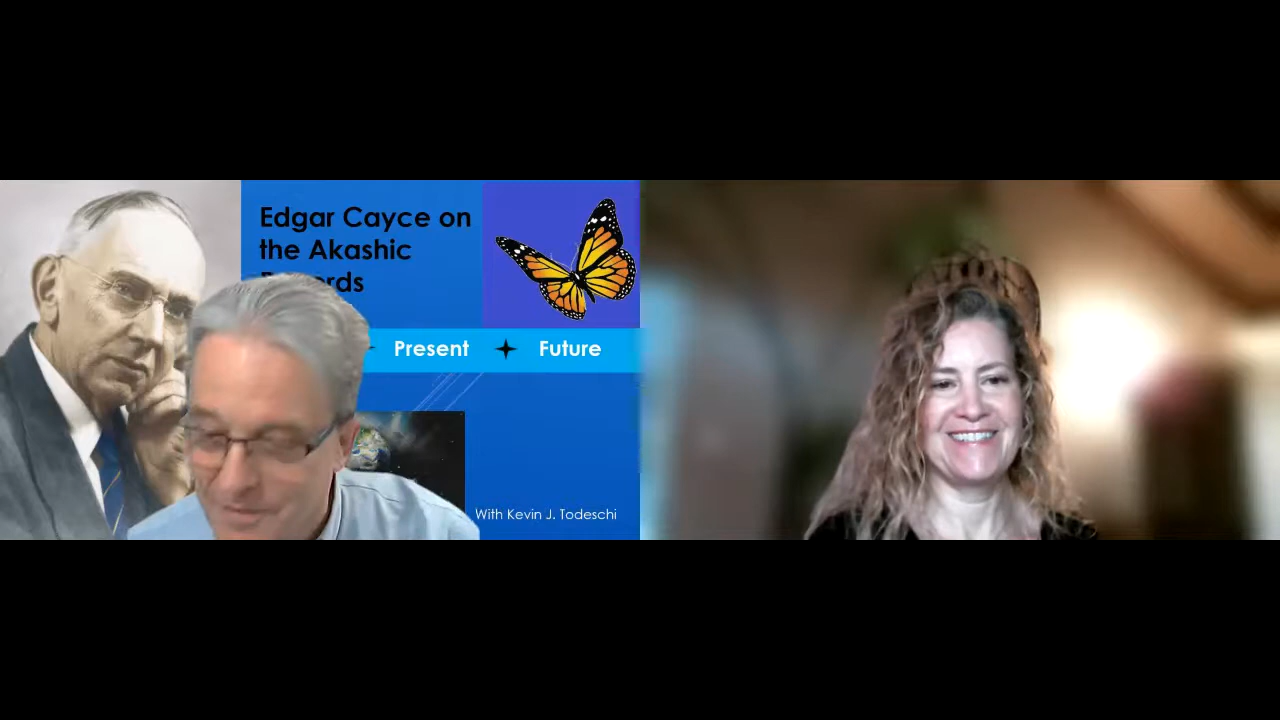 Edgar Cayce on
the Akashic
Present Future
With Kevin J. Todeschi